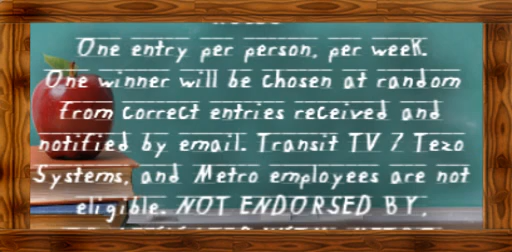 One entry per person, per week.
One winner will be chosen at random
from correct entries received and
notified by email. Transit TV / Tezo
Systems, and Metro employees are not
eligible. NOT ENDORSED BY,